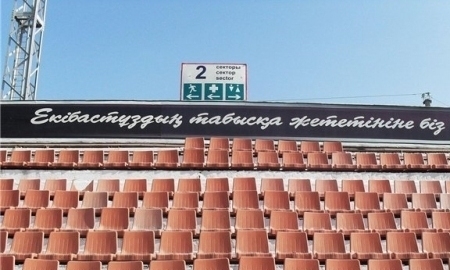 2 секторы
сектор
sector
Екібастұздың табысқа жететініне біз